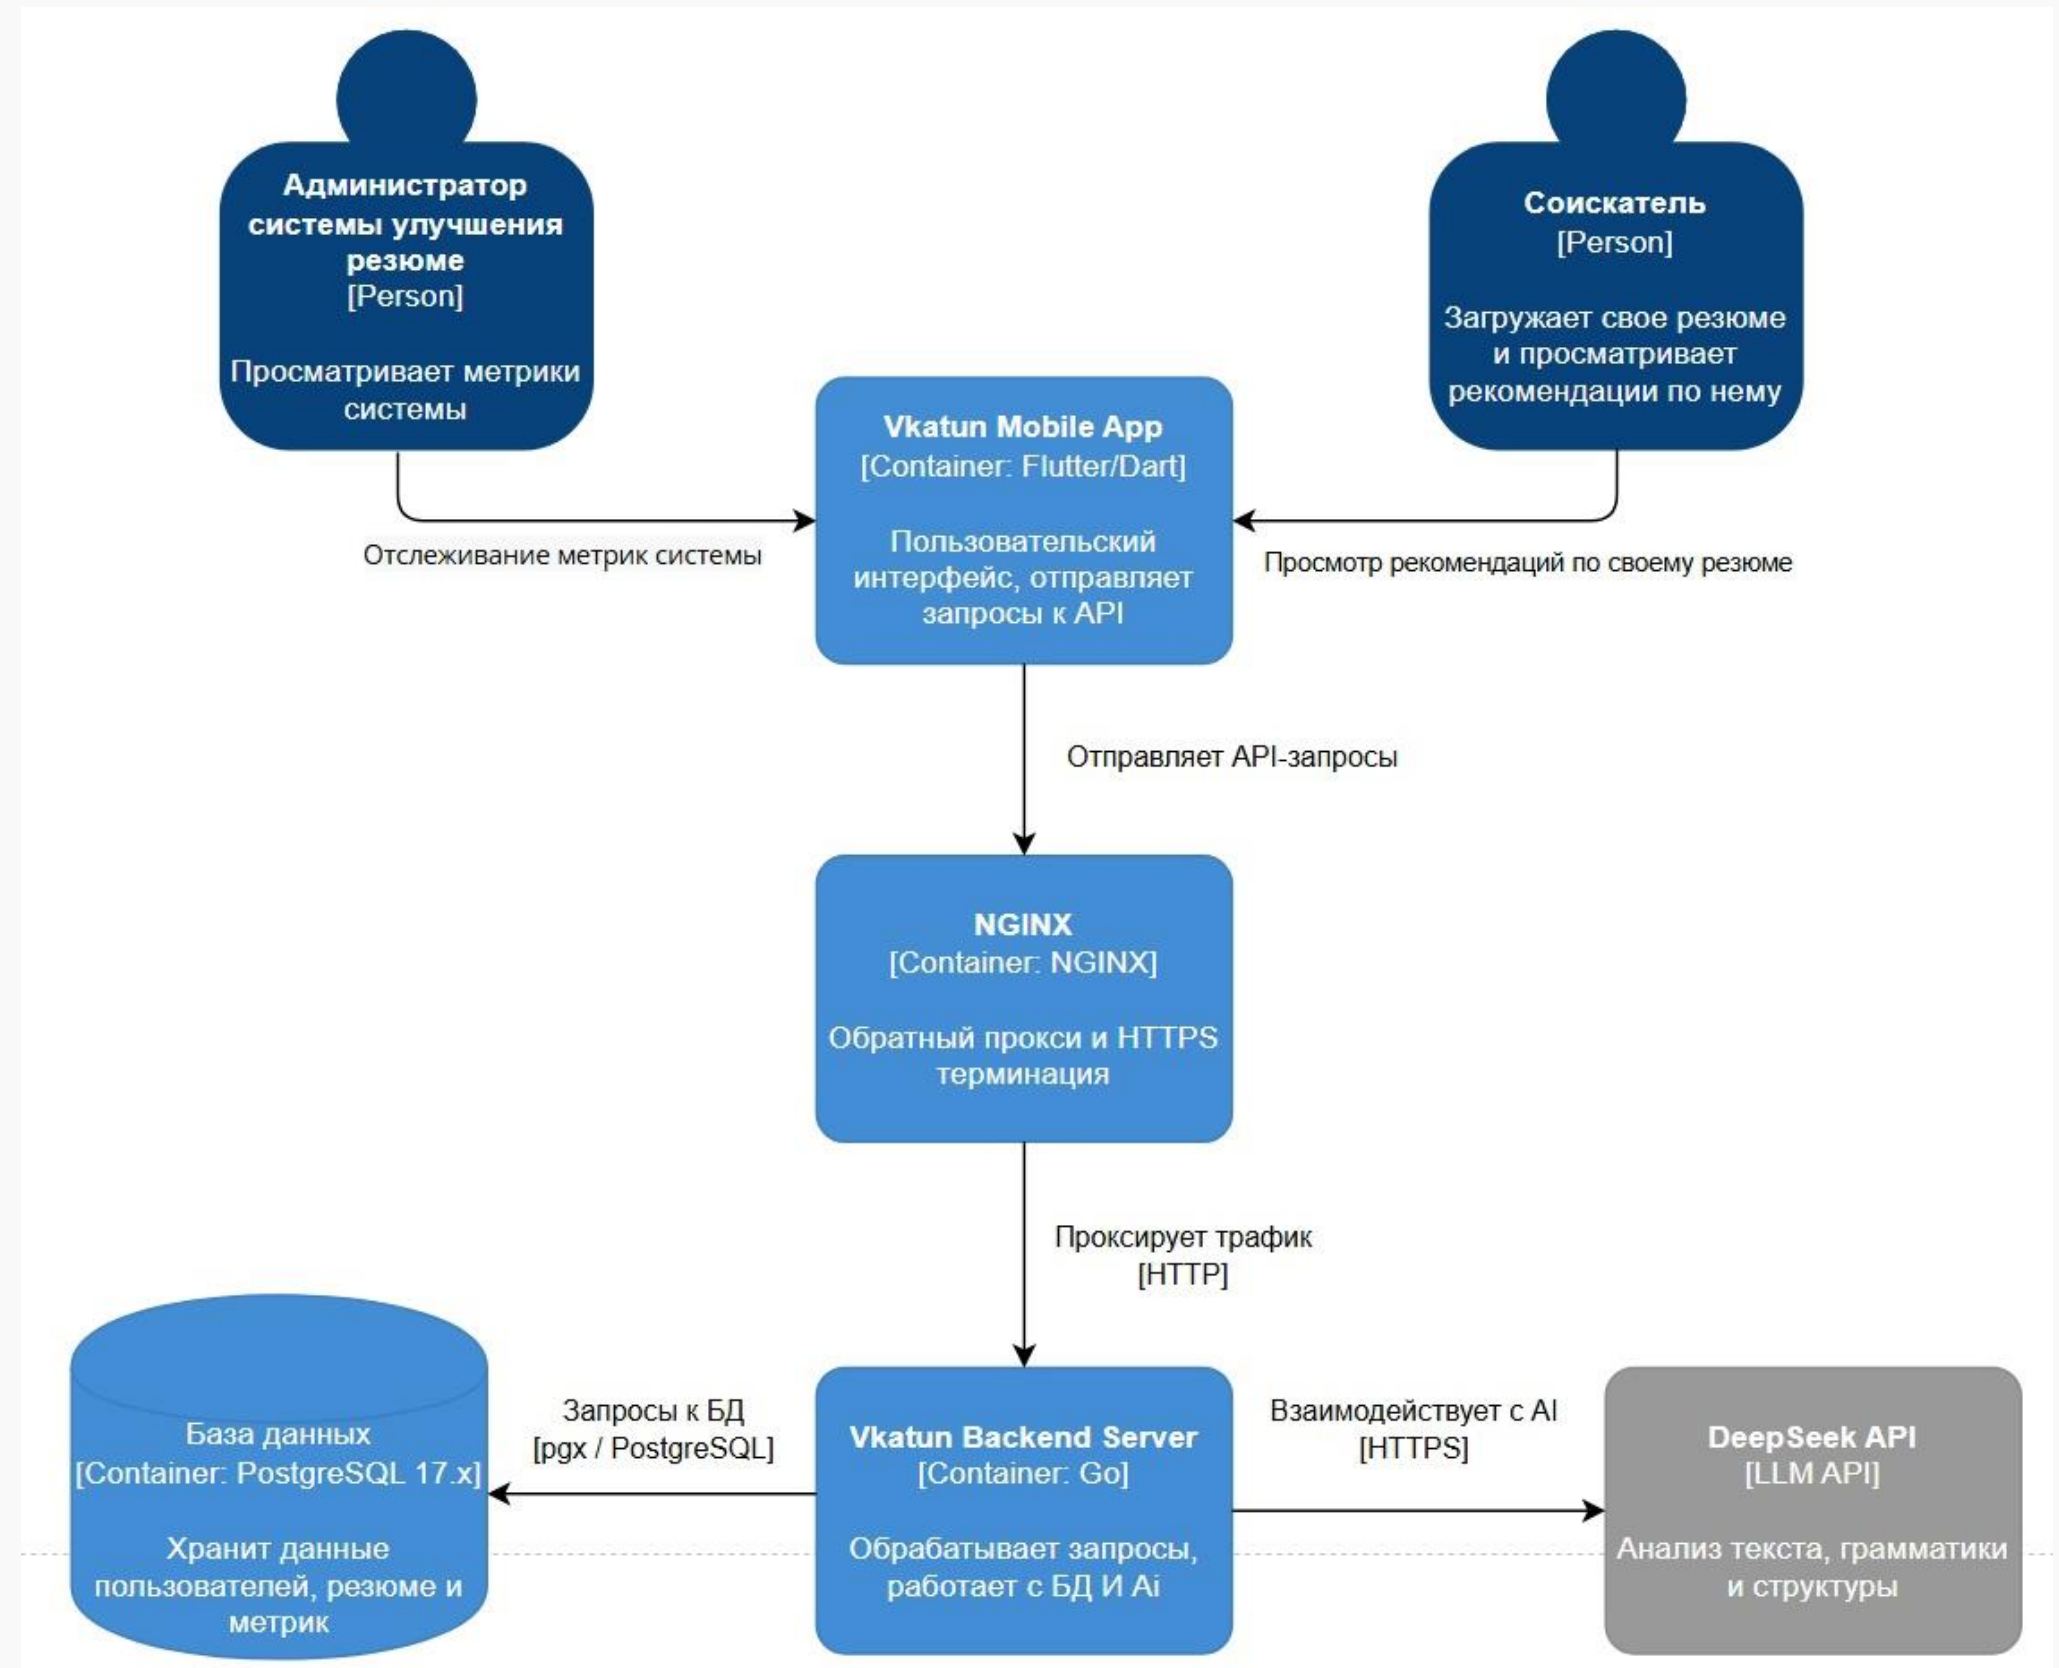 Администратор
системы улучшения
резюме
[Person]
Просматривает метрики
системы
Соискатель
[Person]
Загружает свое резюме
и просматривает
рекомендации по нему
Vkatun Mobile App
[Container: Flutter/Dart]
Пользовательский
интерфейс, отправляет
запросы к API
Отслеживание метрик системы
Просмотр рекомендаций по своему резюме
Отправляет API-запросы
NGINX
[Container: NGINX]
Обратный прокси и HTTPS
терминация
Проксирует трафик
[HTTP]
База данных
[Container: PostgreSQL 17.x]
Хранит данные
пользователей, резюме и
метрик
Запросы к БД
[pgx / PostgreSQL]
Vkatun Backend Server
[Container: Go]
Обрабатывает запросы,
работает с БД И Ai
Взаимодействует с AI
[HTTPS]
DeepSeek API
[LLM API]
Анализ текста, грамматики
и структуры